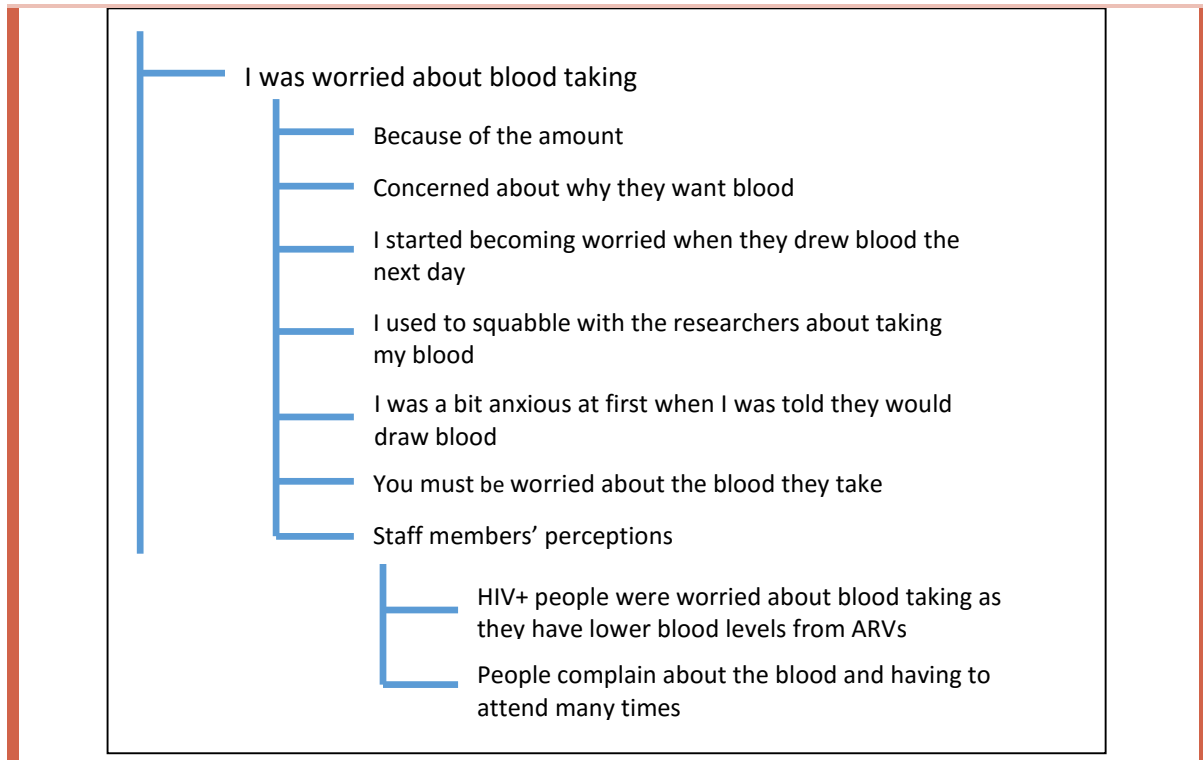 I was worried about blood taking
Because of the amount
Concerned about why they want blood
I started becoming worried when they drew blood the
next day
I used to squabble with the researchers about taking
my blood
I was a bit anxious at first when I was told they would
draw blood
You must be worried about the blood they take
Staff members’ perceptions
HIV+ people were worried about blood taking as
they have lower blood levels from ARVs
People complain about the blood and having to
attend many times